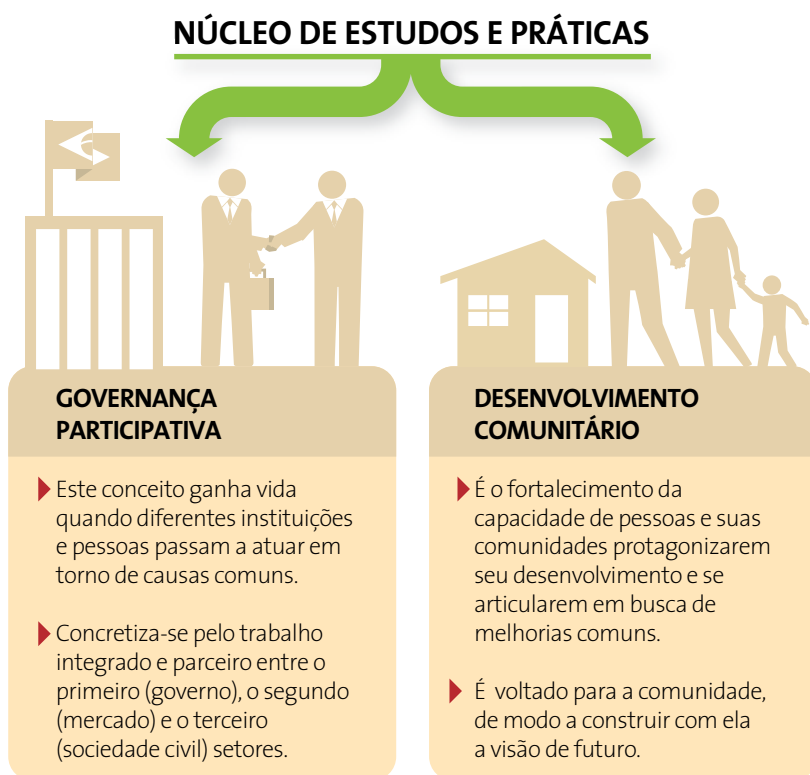 NÚCLEO DE ESTUDOS E PRÁTICAS
GOVERNANÇA
PARTICIPATIVA
Este conceito ganha vida
quando diferentes instituições
e pessoas passam a atuar em
torno de causas comuns.
Concretiza-se pelo trabalho
integrado e parceiro entre o
primeiro (governo), o segundo
(mercado) e o terceiro
(sociedade civil) setores.
DESENVOLVIMENTO
COMUNITÁRIO
É o fortalecimento da
capacidade de pessoas e suas
comunidades protagonizarem
seu desenvolvimento e se
articularem em busca de
melhorias comuns.
É voltado para a comunidade,
de modo a construir com ela
a visão de futuro.